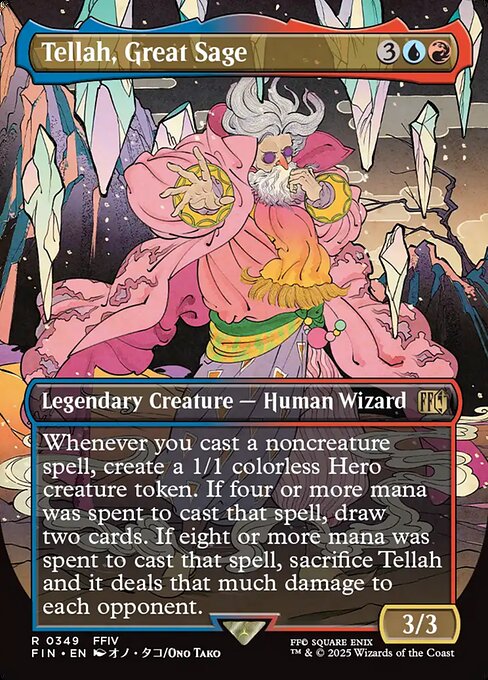 Tellah, Great Sage 3
Legendary Creature — Human Wizard
Whenever you cast a noncreature
spell, create a 1/1 colorless Hero
creature token. If four or more mana
was spent to cast that spell, draw
two cards. If eight or more mana was
spent to cast that spell, sacrifice Tellah
and it deals that much damage to
each opponent.
3/3
R 0349 FFIV
FIN • EN オノ・タコ/Ono Tako
FF© SQUARE ENIX
™ & © 2025 Wizards of the Coast